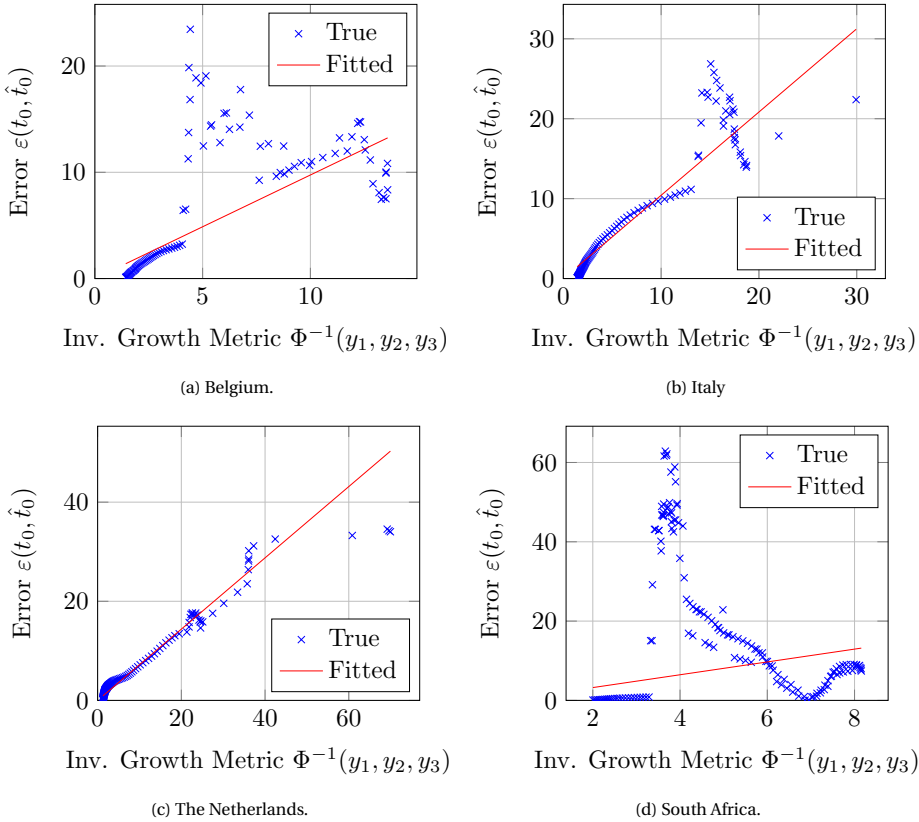 True
Fitted
Error ε(t₀, t̂₀)
20
10
0
0
5
10
Inv. Growth Metric Φ⁻¹(y₁, y₂, y₃)
(a) Belgium.
True
Fitted
Error ε(t₀, t̂₀)
30
20
10
0
0
10
20
30
Inv. Growth Metric Φ⁻¹(y₁, y₂, y₃)
(b) Italy
True
Fitted
Error ε(t₀, t̂₀)
40
20
0
0
20
40
60
Inv. Growth Metric Φ⁻¹(y₁, y₂, y₃)
(c) The Netherlands.
True
Fitted
Error ε(t₀, t̂₀)
60
40
20
0
2
4
6
8
Inv. Growth Metric Φ⁻¹(y₁, y₂, y₃)
(d) South Africa.